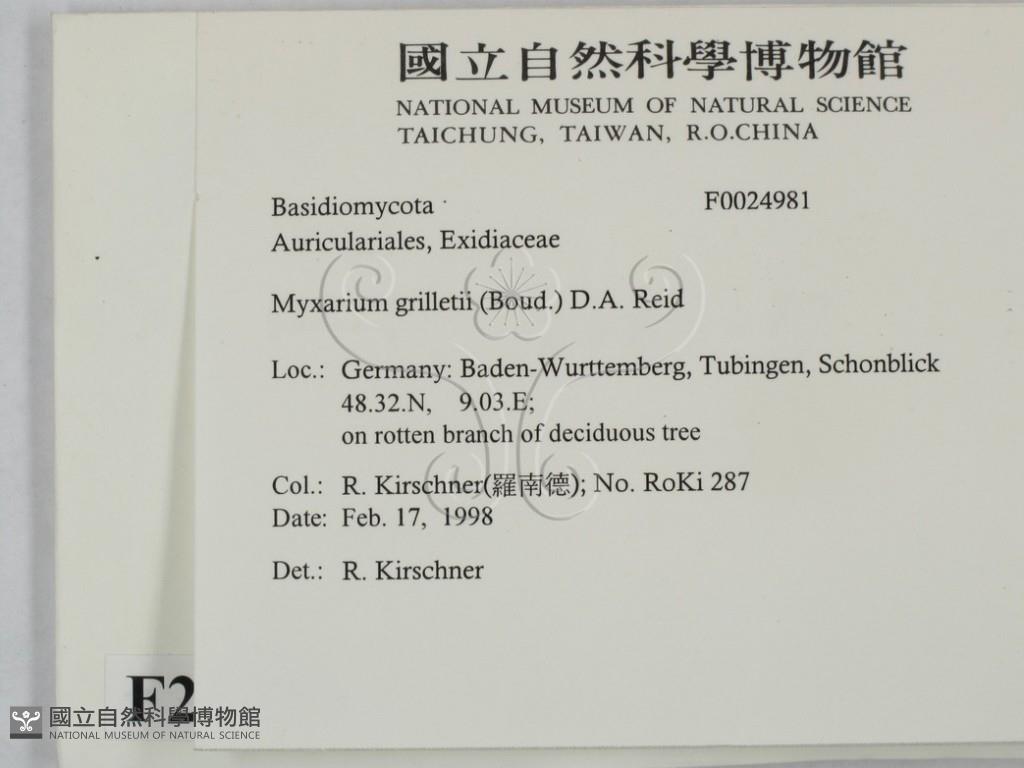 國立自然科學博物館
NATIONAL MUSEUM OF NATURAL SCIENCE
TAICHUNG, TAIWAN, R.O.CHINA
Basidiomycota F0024981
Auriculariales, Exidiaceae
Myxarium grilletii (Boud.) D.A. Reid
Loc.: Germany: Baden-Wurttemberg, Tubingen, Schonblick
48.32.N, 9.03.E;
on rotten branch of deciduous tree
Col.: R. Kirschner(羅南德); No. RoKi 287
Date: Feb. 17, 1998
Det.: R. Kirschner
F2
國立自然科學博物館
NATIONAL MUSEUM OF NATURAL SCIENCE